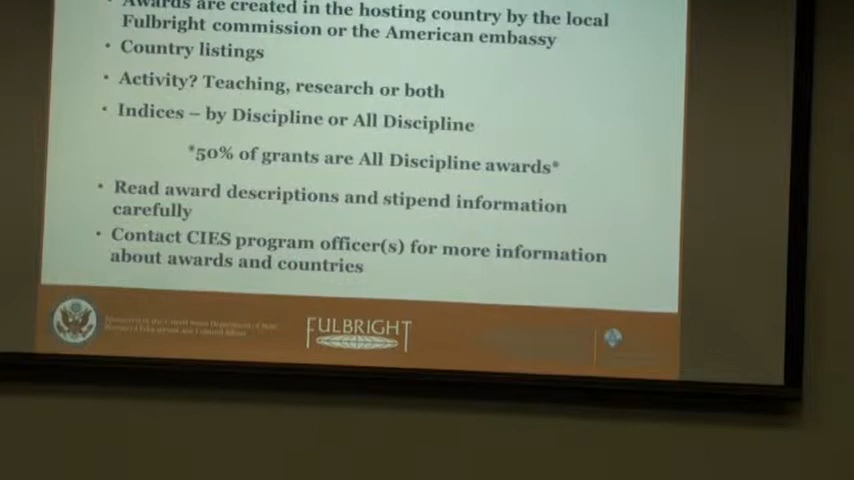 • Awards are created in the hosting country by the local
Fulbright commission or the American embassy
• Country listings
• Activity? Teaching, research or both
• Indices – by Discipline or All Discipline
*50% of grants are All Discipline awards*
• Read award descriptions and stipend information
carefully
• Contact CIES program officer(s) for more information
about awards and countries
FULBRIGHT